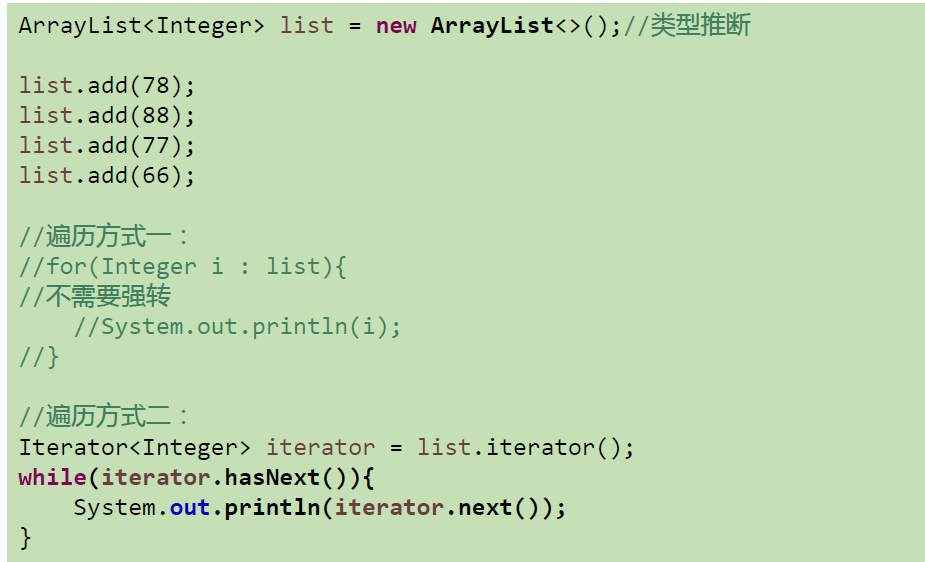 ArrayList<Integer> list = new ArrayList<>();//类型推断
list.add(78);
list.add(88);
list.add(77);
list.add(66);
//遍历方式一：
//for(Integer i : list){
//不需要强转
//System.out.println(i);
//}
//遍历方式二：
Iterator<Integer> iterator = list.iterator();
while(iterator.hasNext()){
System.out.println(iterator.next());
}